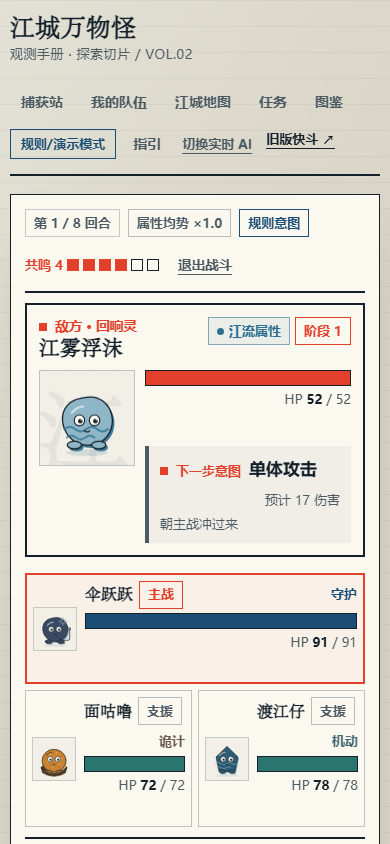 江城万物怪
观测手册 · 探索切片 / VOL.02
捕获站 我的队伍 江城地图 任务 图鉴
规则/演示模式 指引 切换实时 AI 旧版快斗 ↗
第 1 / 8 回合 属性均势 ×1.0 规则意图
共鸣 4 退出战斗
敌方 • 回响灵
江雾浮沫
● 江流属性 阶段 1
HP 52 / 52
下一步意图 单体攻击
预计 17 伤害
朝主战冲过来
伞跃跃 主战 守护
HP 91 / 91
面咕噜 支援
诡计
HP 72 / 72
渡江仔 支援
机动
HP 78 / 78